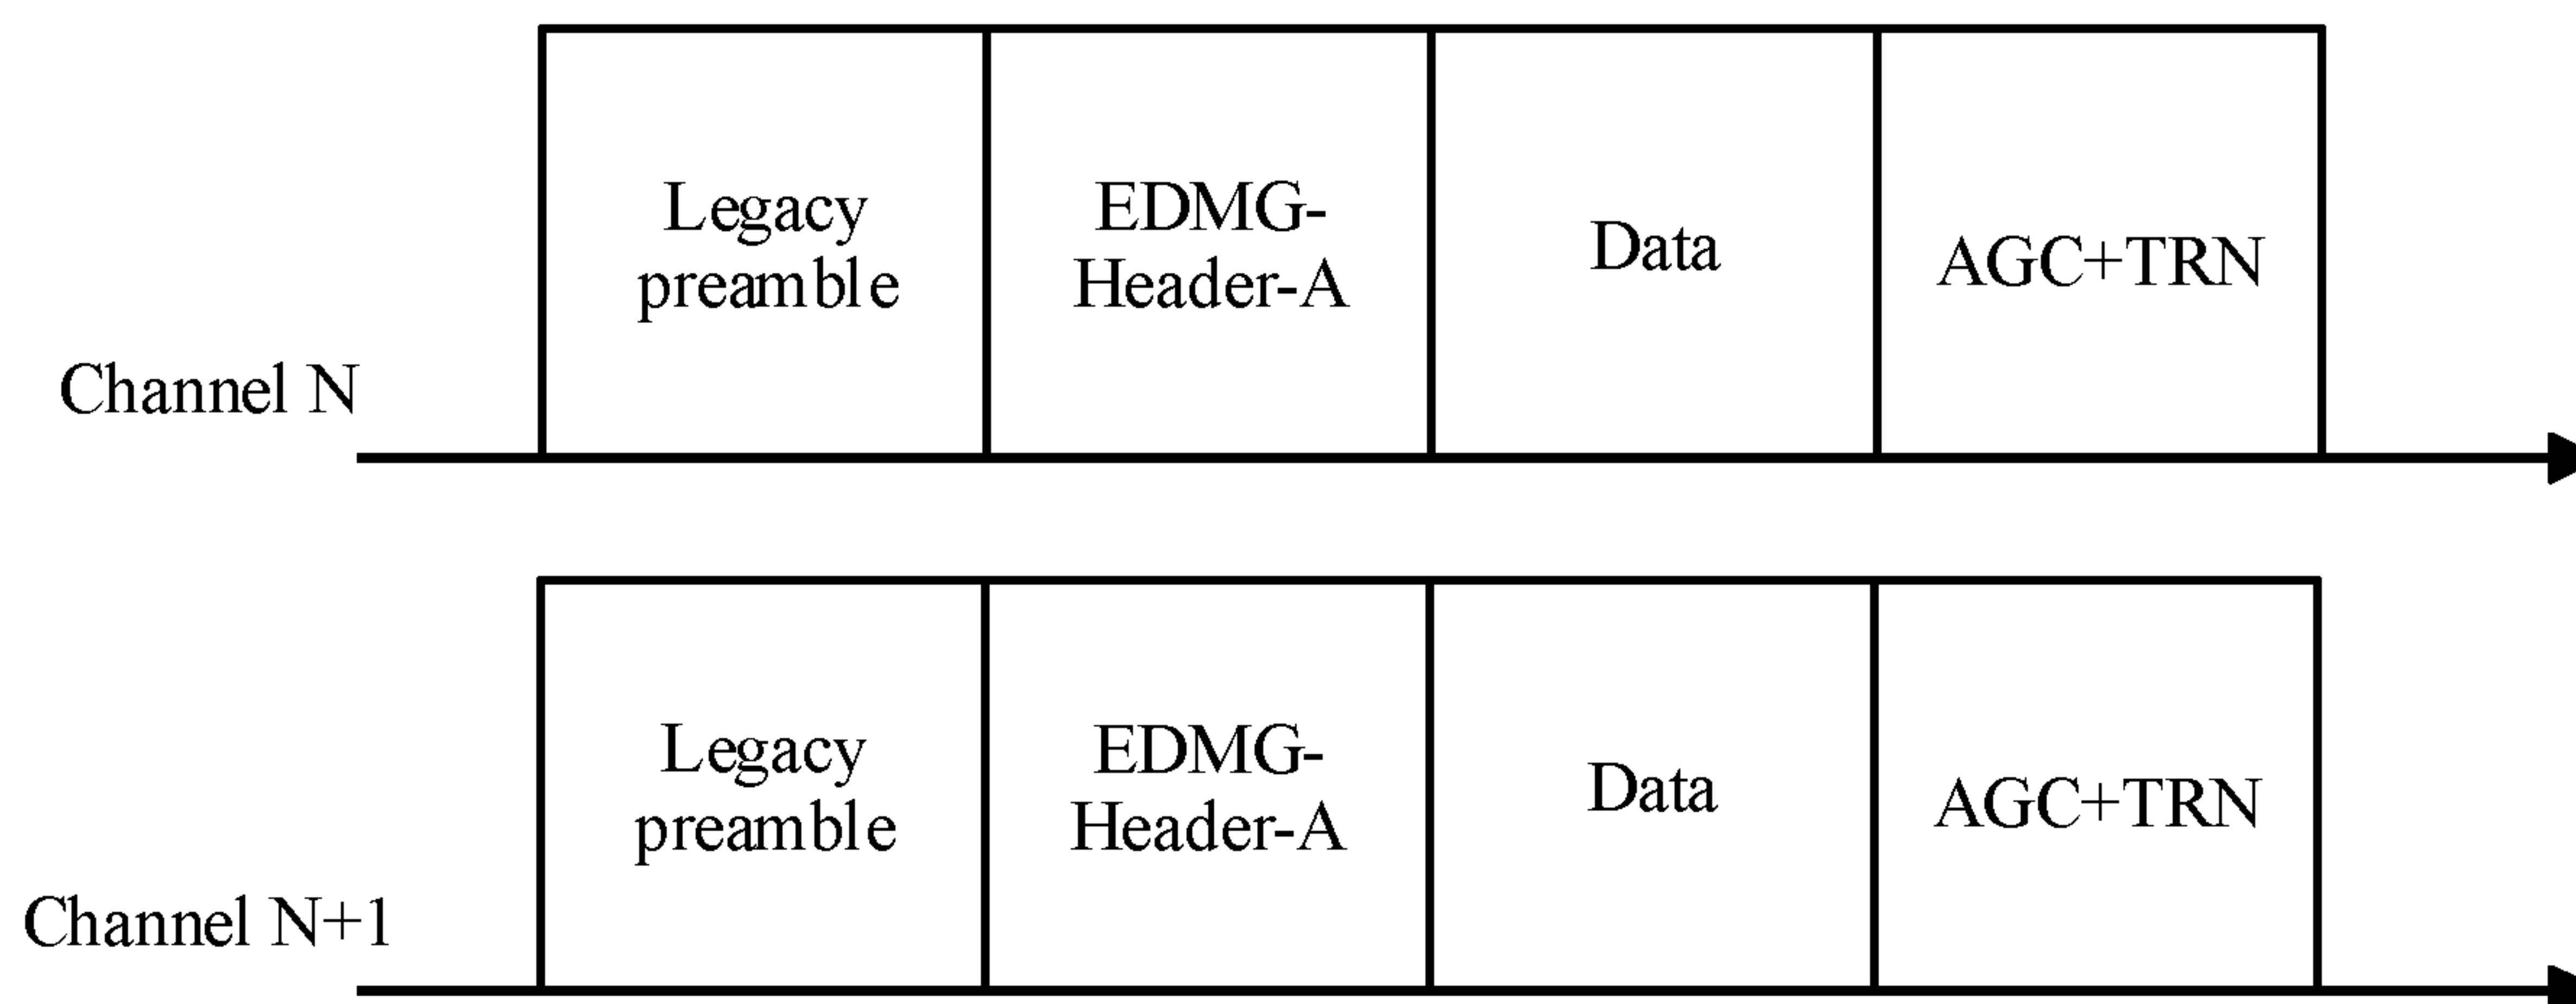 Legacy
preamble
EDMG-
Header-A
Data
AGC+TRN
Channel N
Legacy
preamble
EDMG-
Header-A
Data
AGC+TRN
Channel N+1